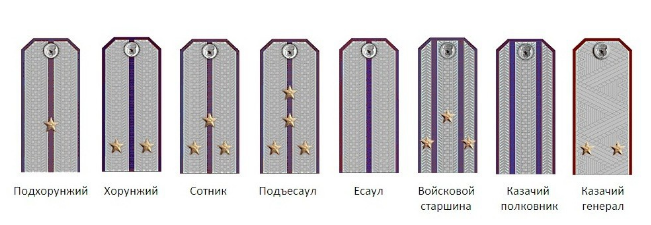 Подхорунжий
Хорунжий
Сотник
Подъесаул
Есаул
Войсковой
старшина
Казачий
полковник
Казачий
генерал